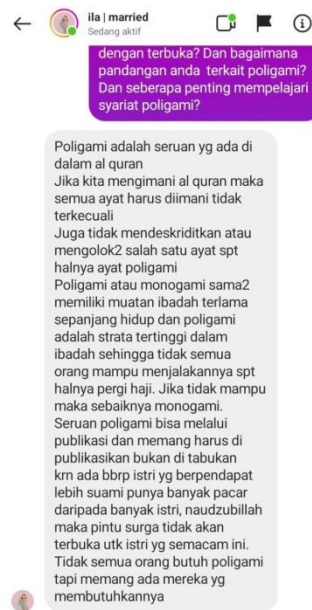 ila | married
Sedang aktif
dengan terbuka? Dan bagaimana
pandangan anda  terkait poligami?
Dan seberapa penting mempelajari
syariat poligami?
Poligami adalah seruan yg ada di
dalam al quran
Jika kita mengimani al quran maka
semua ayat harus diimani tidak
terkecuali
Juga tidak mendeskriditkan atau
mengolok2 salah satu ayat spt
halnya ayat poligami
Poligami atau monogami sama2
memiliki muatan ibadah terlama
sepanjang hidup dan poligami
adalah strata tertinggi dalam
ibadah sehingga tidak semua
orang mampu menjalakannya spt
halnya pergi haji. Jika tidak mampu
maka sebaiknya monogami.
Seruan poligami bisa melalui
publikasi dan memang harus di
publikasikan bukan di tabukan
krn ada bbrp istri yg berpendapat
lebih suami punya banyak pacar
daripada banyak istri, naudzubillah
maka pintu surga tidak akan
terbuka utk istri yg semacam ini.
Tidak semua orang butuh poligami
tapi memang ada mereka yg
membutuhkannya